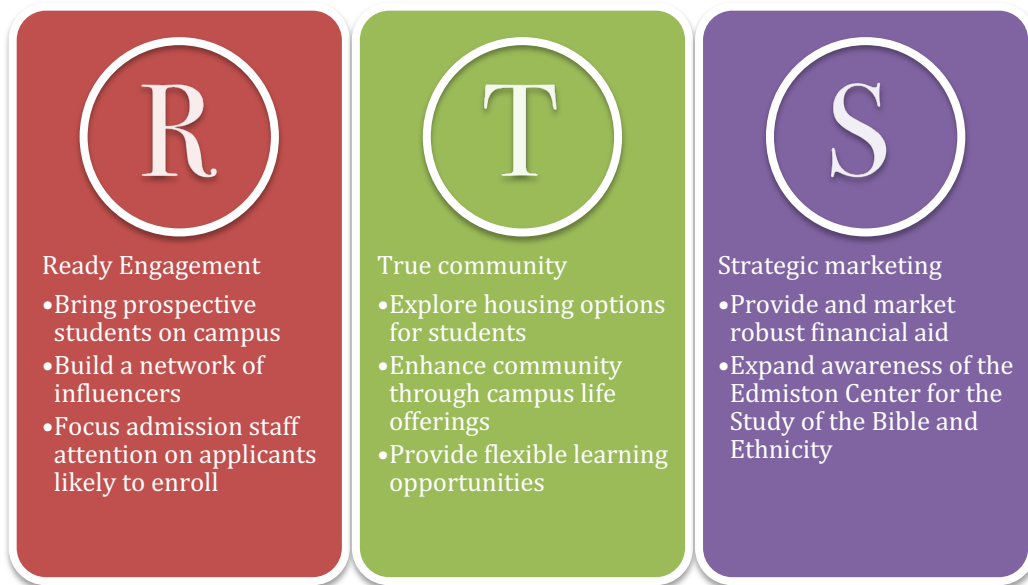 R
Ready Engagement
•Bring prospective
students on campus
•Build a network of
influencers
•Focus admission staff
attention on applicants
likely to enroll
T
True community
•Explore housing options
for students
•Enhance community
through campus life
offerings
•Provide flexible learning
opportunities
S
Strategic marketing
•Provide and market
robust financial aid
•Expand awareness of the
Edmiston Center for the
Study of the Bible and
Ethnicity